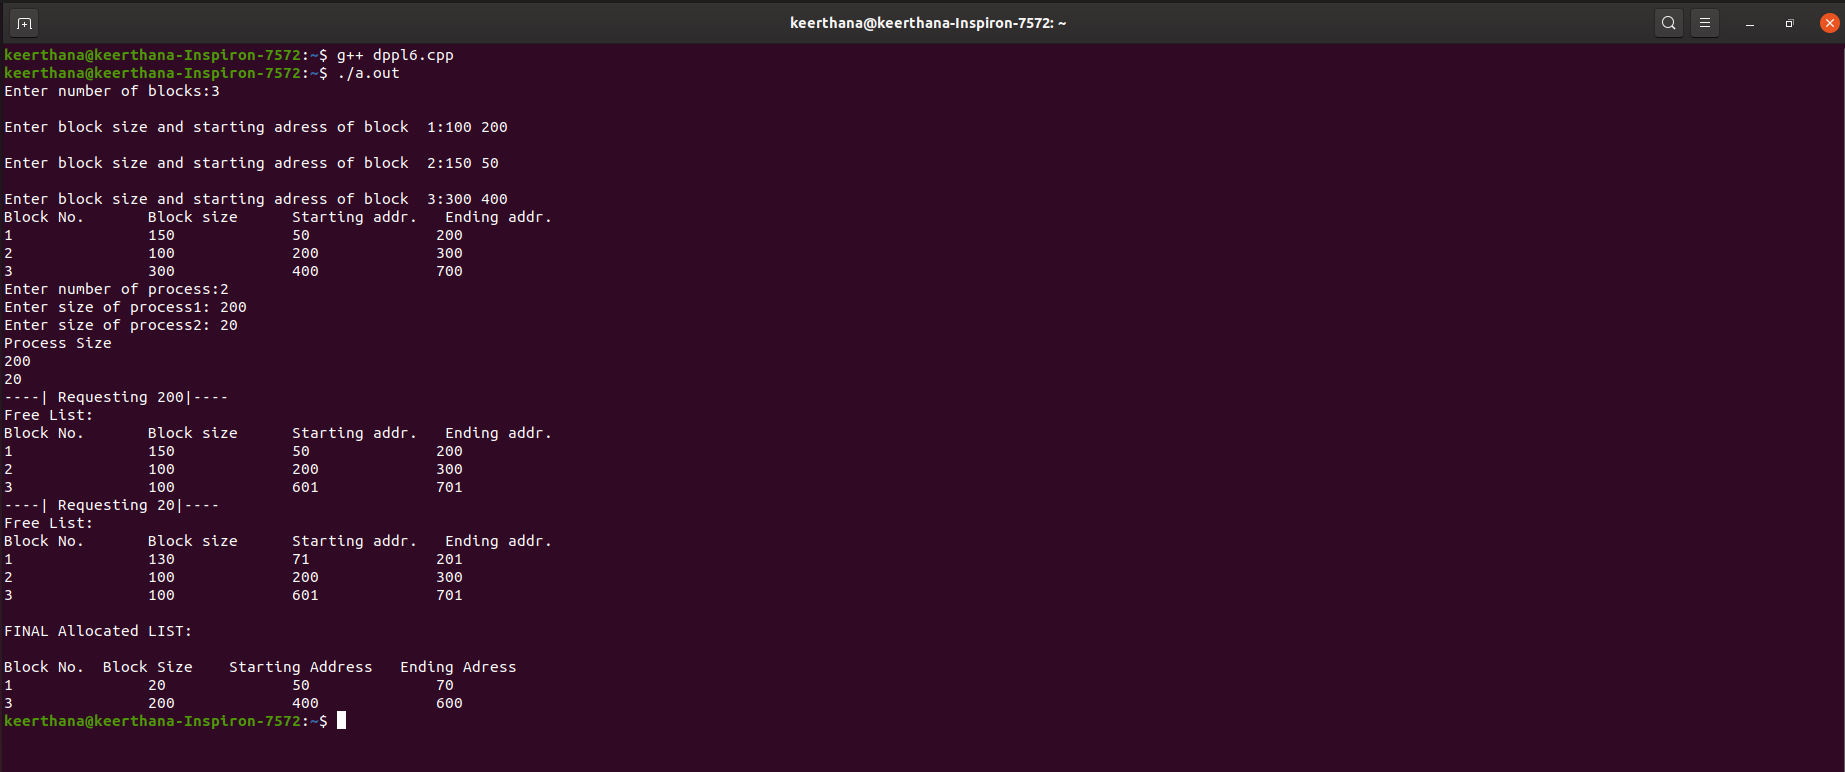 keerthana@keerthana-Inspiron-7572: ~
keerthana@keerthana-Inspiron-7572:~$ g++ dppl6.cpp
keerthana@keerthana-Inspiron-7572:~$ ./a.out
Enter number of blocks:3
Enter block size and starting adress of block  1:100 200
Enter block size and starting adress of block  2:150 50
Enter block size and starting adress of block  3:300 400
Block No.       Block size      Starting addr.   Ending addr.
1               150             50              200
2               100             200             300
3               300             400             700
Enter number of process:2
Enter size of process1: 200
Enter size of process2: 20
Process Size
200
20
----| Requesting 200|----
Free List:
Block No.       Block size      Starting addr.   Ending addr.
1               150             50              200
2               100             200             300
3               100             601             701
----| Requesting 20|----
Free List:
Block No.       Block size      Starting addr.   Ending addr.
1               130             71              201
2               100             200             300
3               100             601             701
FINAL Allocated LIST:
Block No.  Block Size    Starting Address   Ending Adress
1               20              50              70
3               200             400             600
keerthana@keerthana-Inspiron-7572:~$